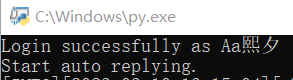 C:\Windows\py.exe
Login successfully as Aa熙夕
Start auto replying.